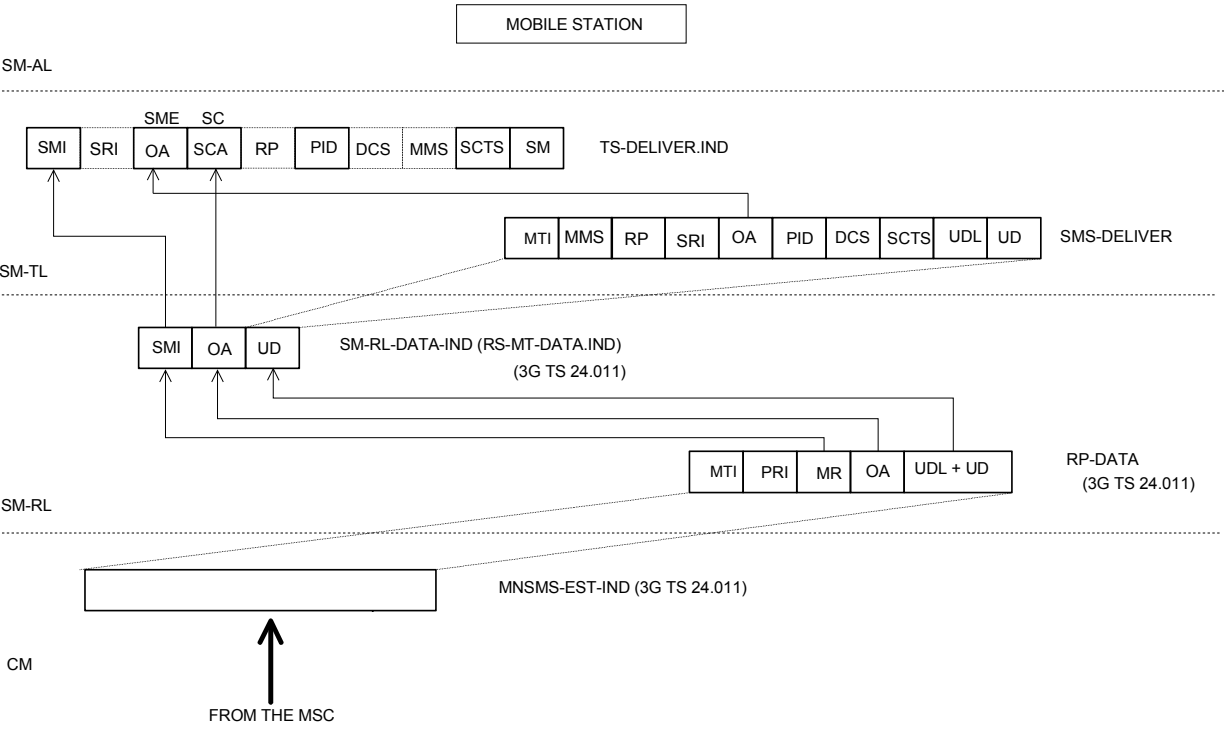 MOBILE STATION
SM-AL
SME SC
SMI SRI OA SCA RP PID DCS MMS SCTS SM TS-DELIVER.IND
MTI MMS RP SRI OA PID DCS SCTS UDL UD SMS-DELIVER
SM-TL
SMI OA UD SM-RL-DATA-IND (RS-MT-DATA.IND)
(3G TS 24.011)
MTI PRI MR OA UDL + UD RP-DATA
(3G TS 24.011)
SM-RL
MNSMS-EST-IND (3G TS 24.011)
CM
FROM THE MSC